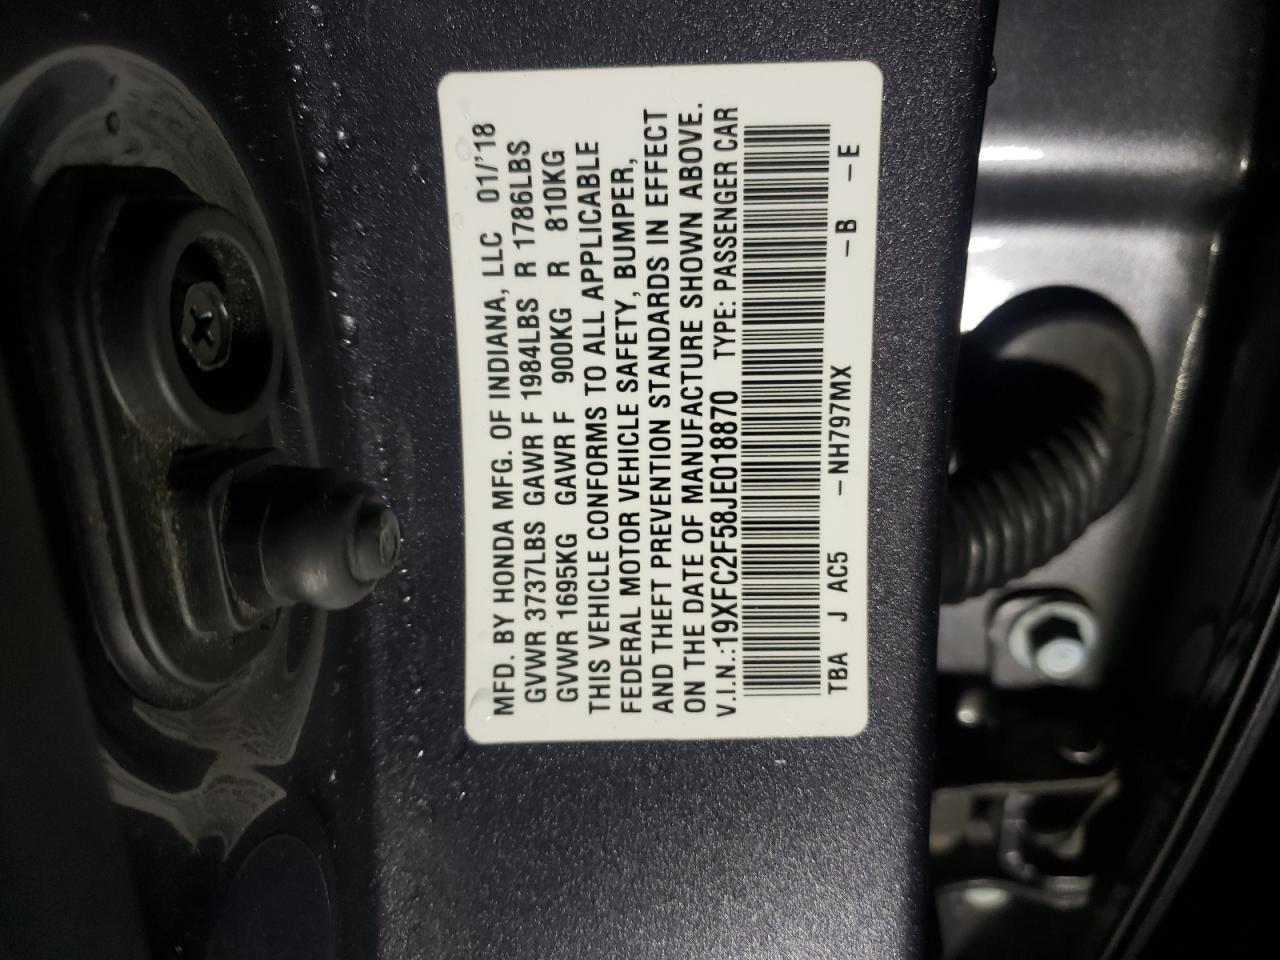 MFD. BY HONDA MFG. OF INDIANA, LLC 01/'18
GVWR 3737LBS GAWR F 1984LBS R 1786LBS
GVWR 1695KG GAWR F 900KG R 810KG
THIS VEHICLE CONFORMS TO ALL APPLICABLE
FEDERAL MOTOR VEHICLE SAFETY, BUMPER,
AND THEFT PREVENTION STANDARDS IN EFFECT
ON THE DATE OF MANUFACTURE SHOWN ABOVE.
V.I.N.:19XFC2F58JE018870 TYPE: PASSENGER CAR
TBA J AC5 -NH797MX -B -E